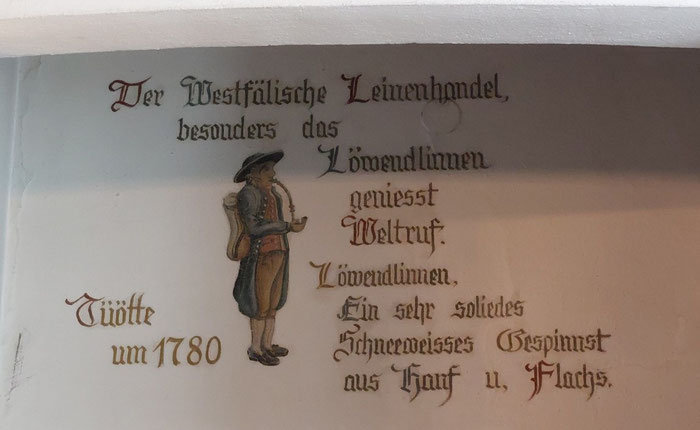 Der Westfälische Leinenhandel,
besonders das
Löwendlinnen
geniesst
Weltruf.
Löwendlinnen,
Ein sehr soliedes
Schneeweisses Gespinnst
aus Hanf u, Flachs.
Tüötte
um 1780